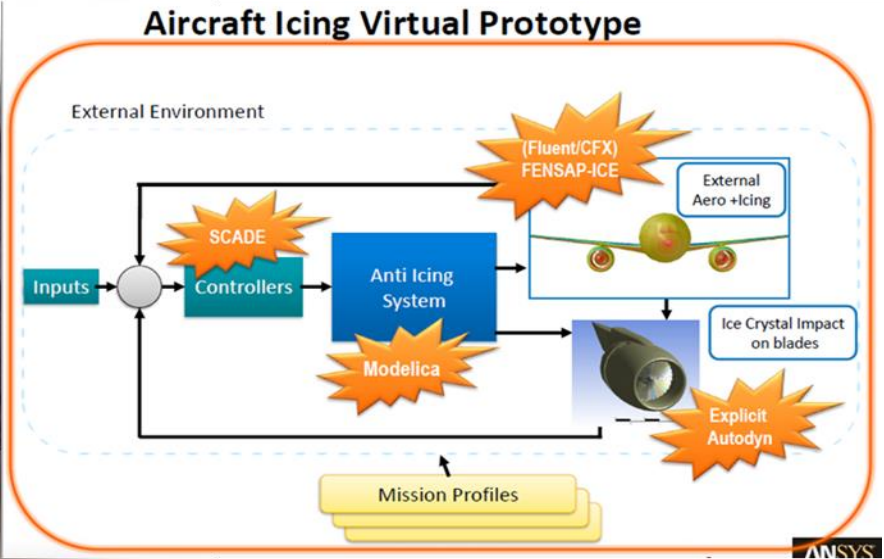 Aircraft Icing Virtual Prototype
External Environment
(Fluent/CFX)
FENSAP-ICE
External
Aero +Icing
SCADE
Inputs
Controllers
Anti Icing
System
Modelica
Ice Crystal Impact
on blades
Explicit
Autodyn
Mission Profiles
ANSYS